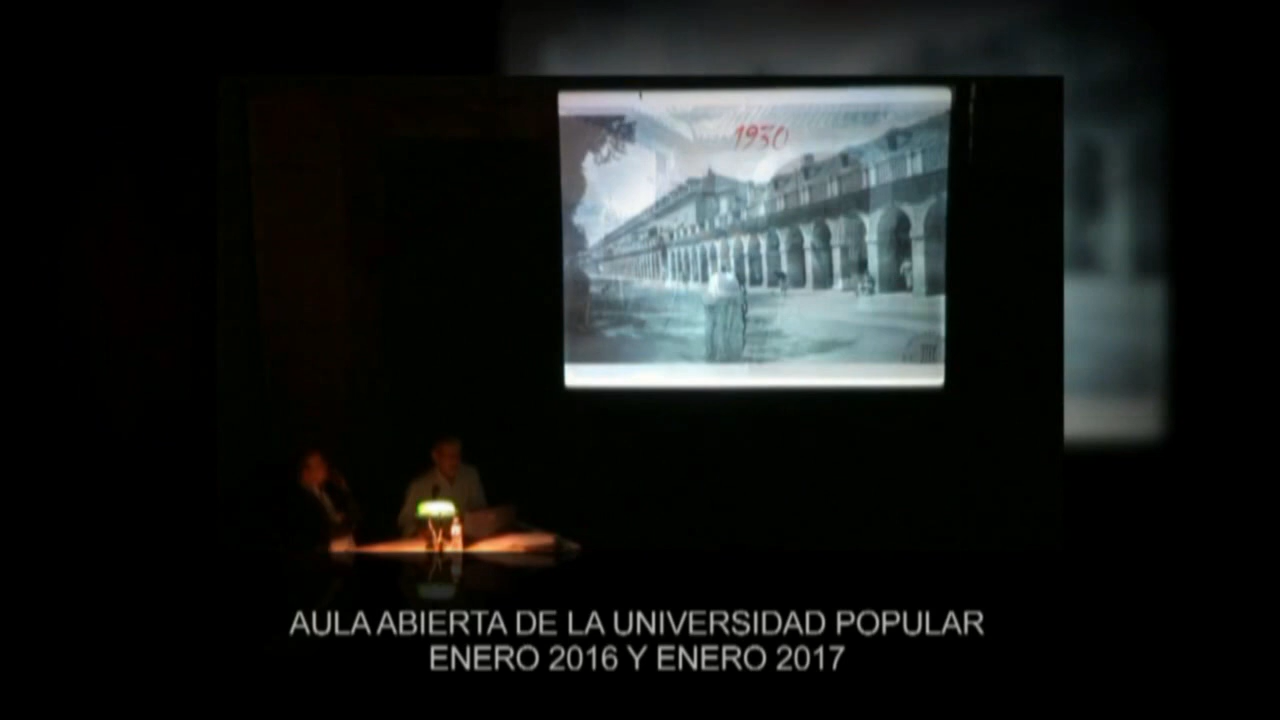 1930
AULA ABIERTA DE LA UNIVERSIDAD POPULAR
ENERO 2016 Y ENERO 2017